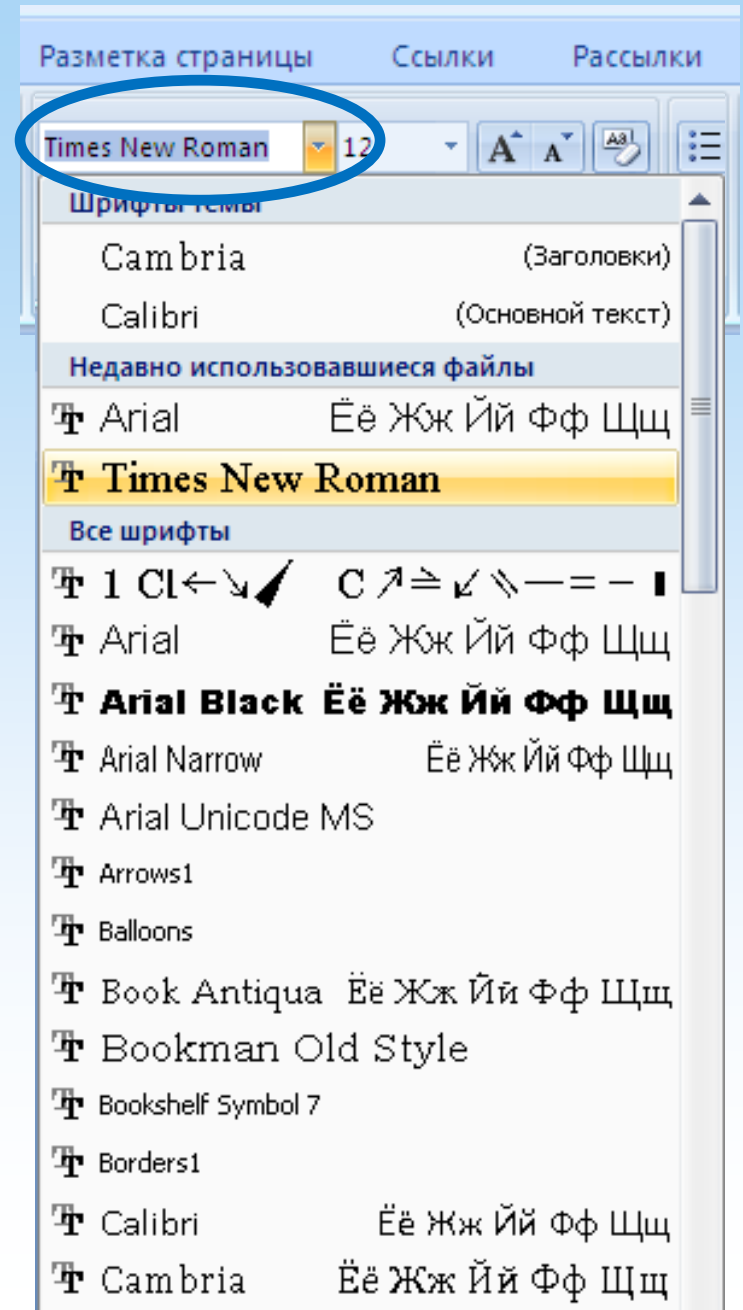 Разметка страницы Ссылки Рассылки
Times New Roman 12 A A Aa
Шрифты темы
Cambria (Заголовки)
Calibri (Основной текст)
Недавно использовавшиеся файлы
Arial Ёё Жж Йй Фф Щщ
Times New Roman
Все шрифты
1 Cl←↘ C ↗ ↙ — = –
Arial Ёё Жж Йй Фф Щщ
Arial Black Ёё Жж Йй Фф Щщ
Arial Narrow Ёё Жж Йй Фф Щщ
Arial Unicode MS
Arrows1
Balloons
Book Antiqua Ёё Жж Йй Фф Щщ
Bookman Old Style
Bookshelf Symbol 7
Borders1
Calibri Ёё Жж Йй Фф Щщ
Cambria Ёё Жж Йй Фф Щщ